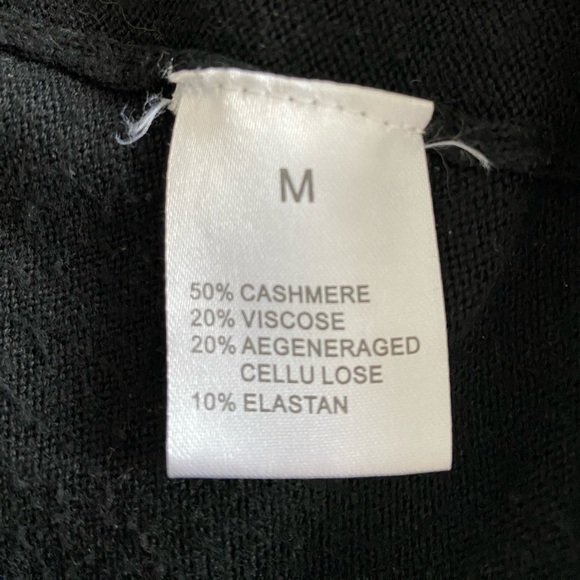 M
50% CASHMERE
20% VISCOSE
20% AEGENERAGED
CELLU LOSE
10% ELASTAN